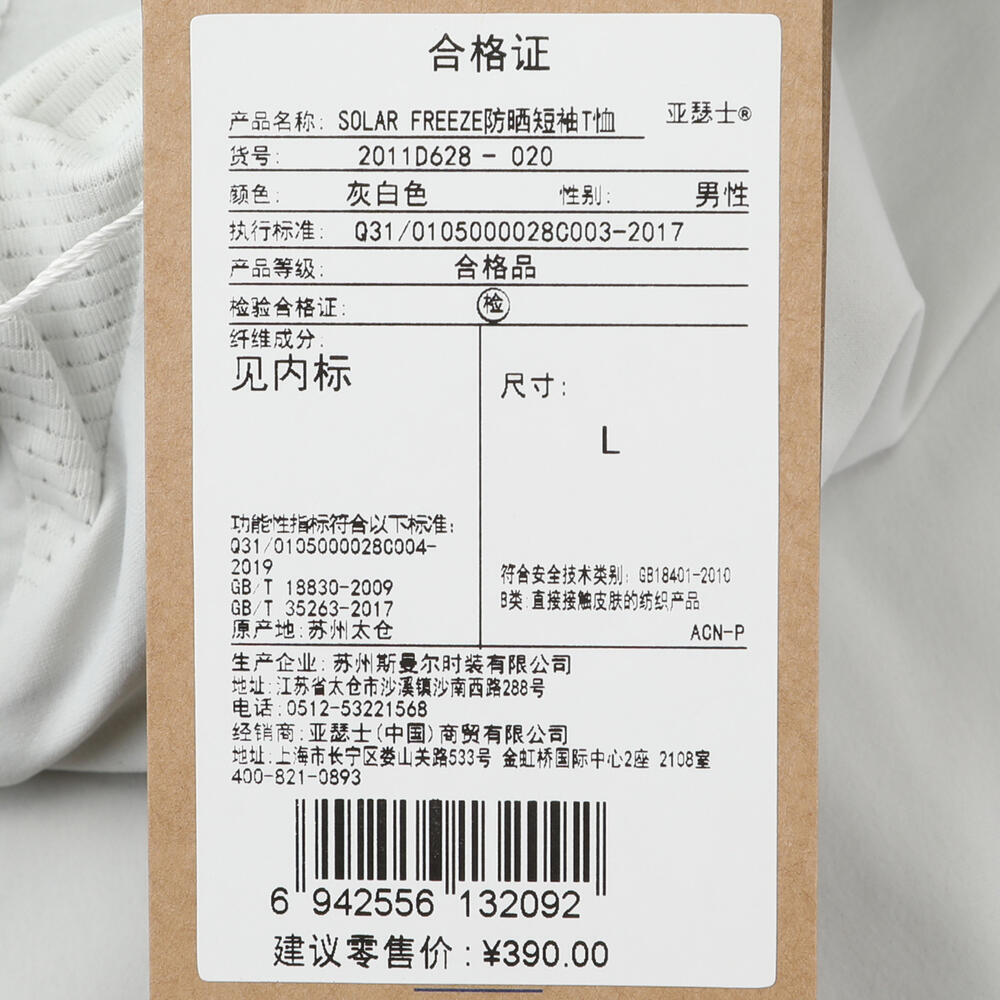 合格证
产品名称: SOLAR FREEZE防晒短袖T恤 亚瑟士®
货号: 2011D628 - 020
颜色: 灰白色 性别: 男性
执行标准: Q31/0105000028C003-2017
产品等级: 合格品
检验合格证: 检
纤维成分:
见内标
尺寸:
L
功能性指标符合以下标准:
Q31/0105000028C004-
2019
GB/T 18830-2009
GB/T 35263-2017
原产地:苏州太仓
符合安全技术类别: GB18401-2010
B类:直接接触皮肤的纺织产品
ACN-P
生产企业: 苏州斯曼尔时装有限公司
地址:江苏省太仓市沙溪镇沙南西路288号
电话:0512-53221568
经销商:亚瑟士(中国)商贸有限公司
地址:上海市长宁区娄山关路533号 金虹桥国际中心2座 2108室
400-821-0893
6 942556 132092
建议零售价:¥390.00